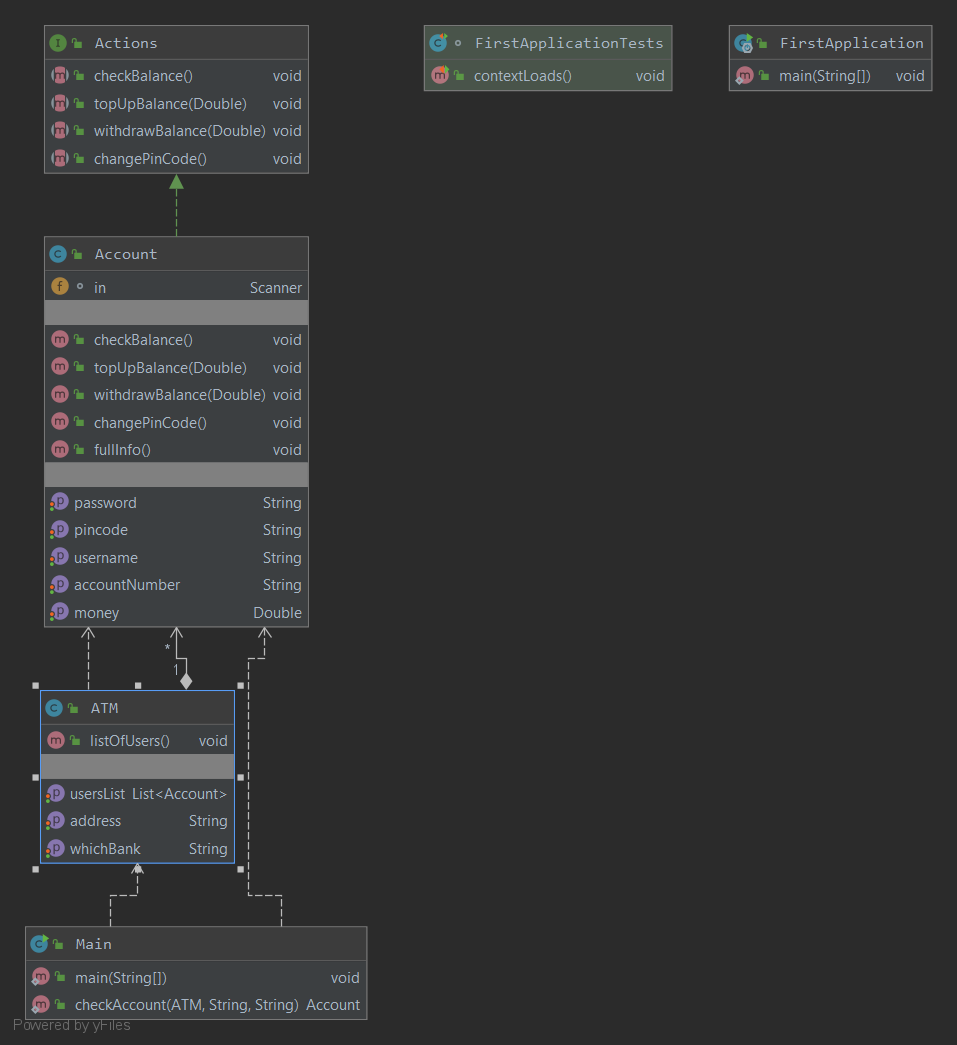 Actions
checkBalance() void
topUpBalance(Double) void
withdrawBalance(Double) void
changePinCode() void
FirstApplicationTests
contextLoads() void
FirstApplication
main(String[]) void
Account
in Scanner
checkBalance() void
topUpBalance(Double) void
withdrawBalance(Double) void
changePinCode() void
fullInfo() void
password String
pincode String
username String
accountNumber String
money Double
*
1
ATM
listOfUsers() void
usersList List<Account>
address String
whichBank String
Main
main(String[]) void
checkAccount(ATM, String, String) Account
Powered by yFiles